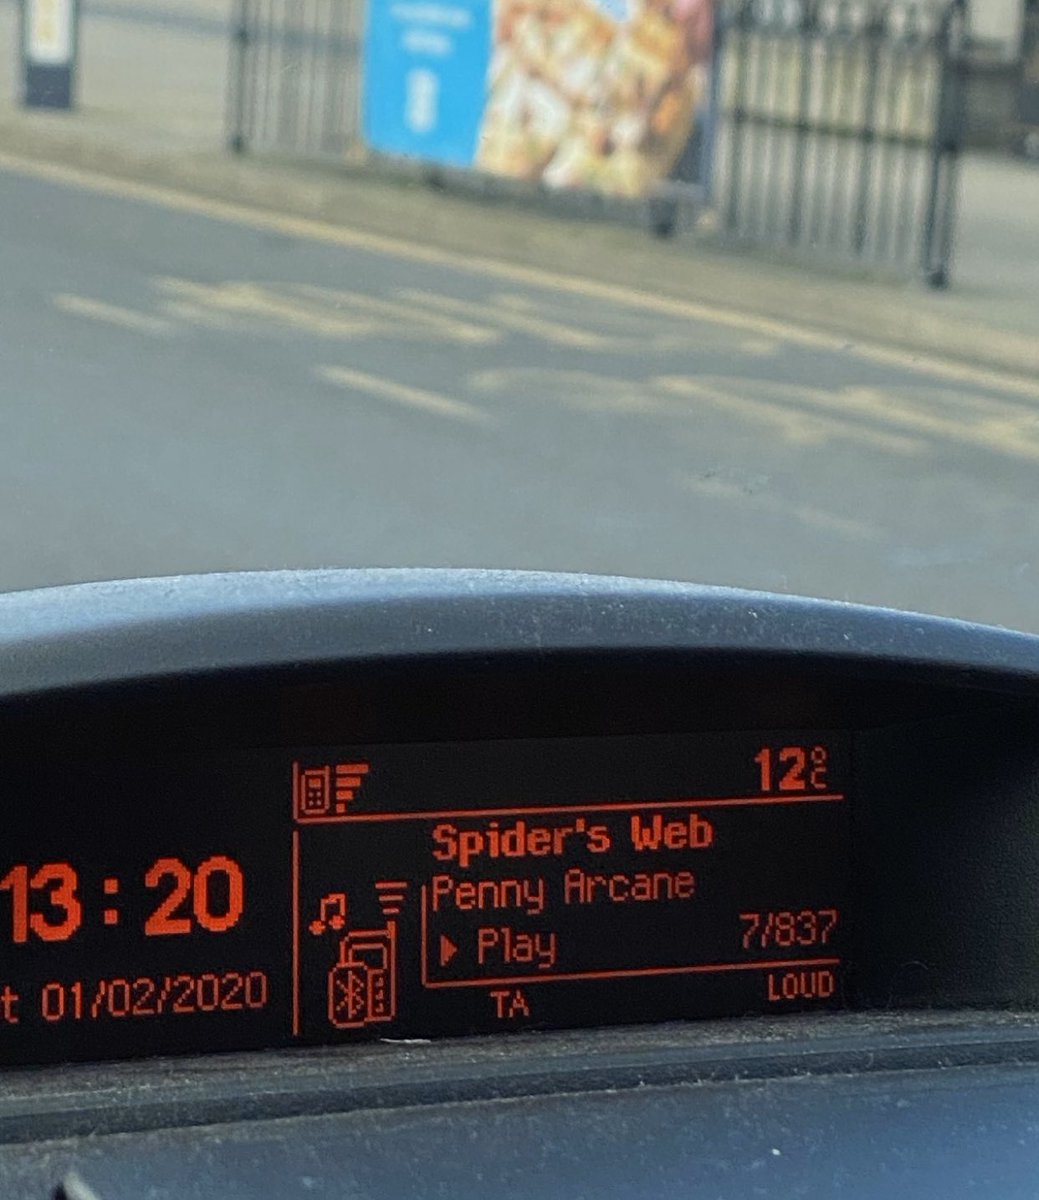 12°C
Spider's Web
13:20
Penny Arcane
Play 7/837
t 01/02/2020
TA LOUD